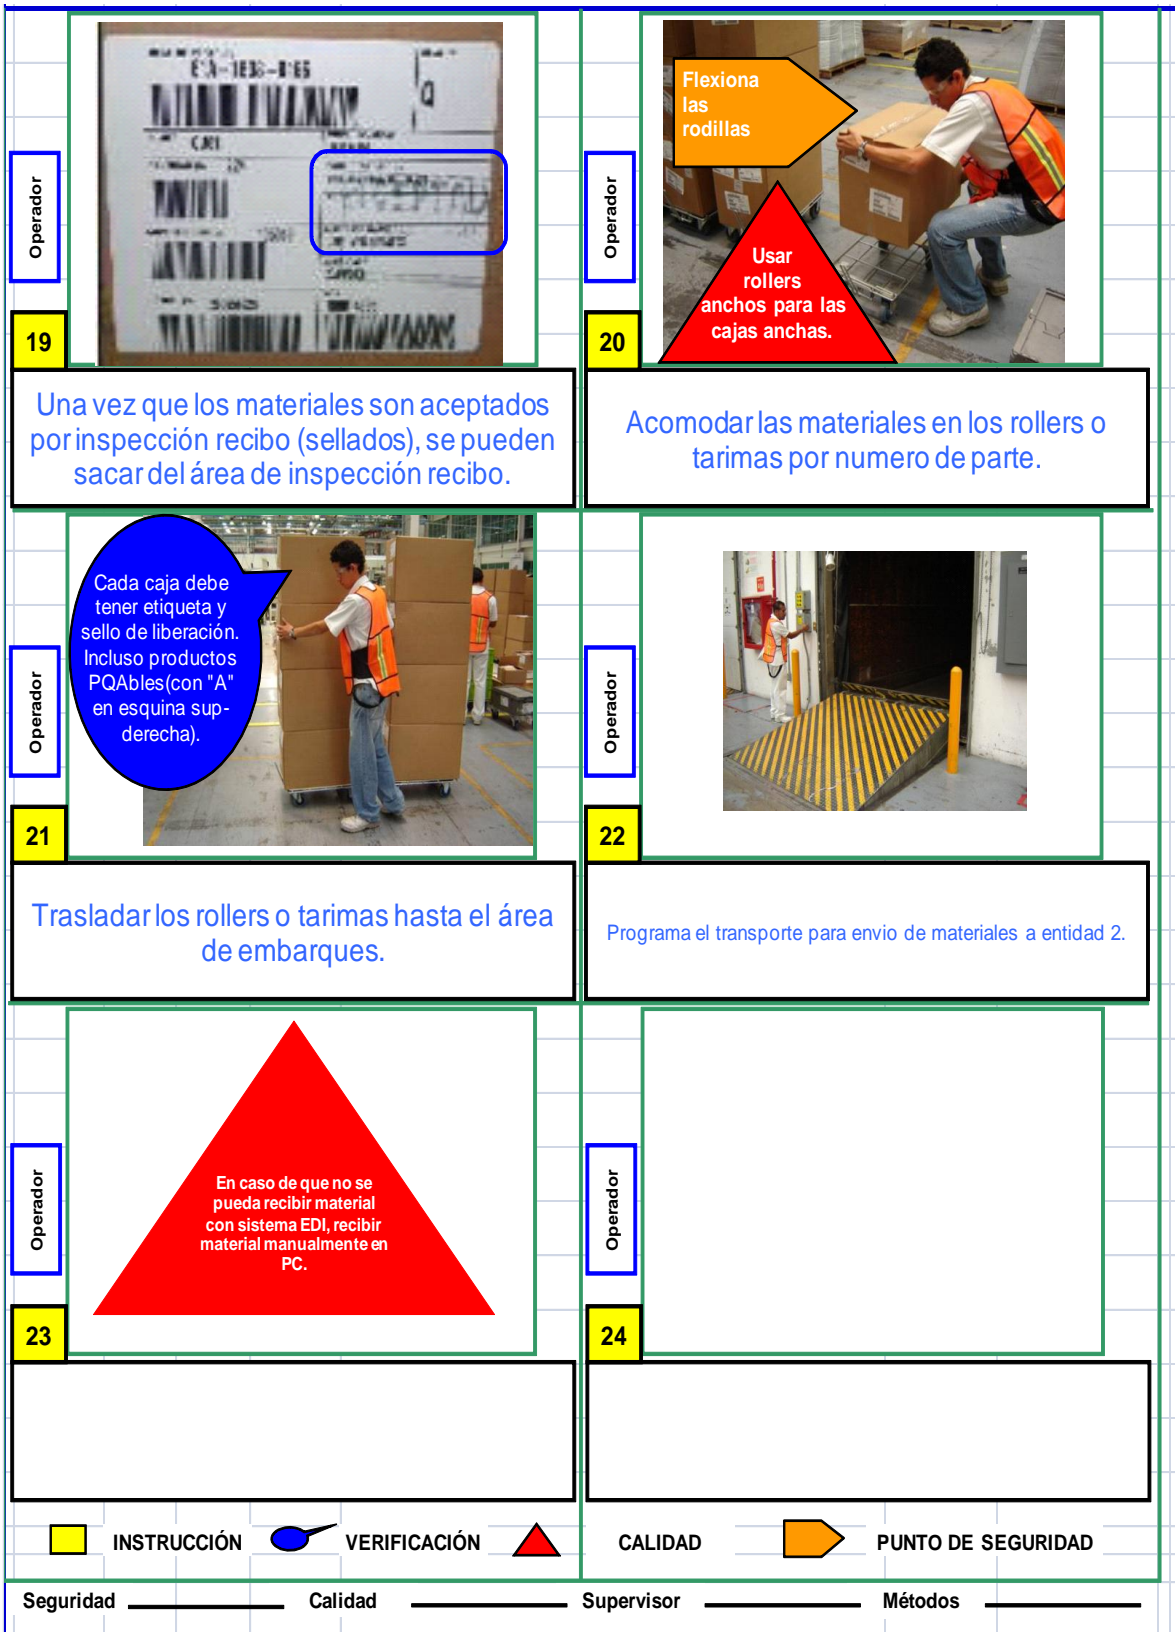 Operador
19
Una vez que los materiales son aceptados
por inspección recibo (sellados), se pueden
sacar del área de inspección recibo.
Flexiona
las
rodillas
Usar
rollers
anchos para las
cajas anchas.
Operador
20
Acomodar las materiales en los rollers o
tarimas por numero de parte.
Cada caja debe
tener etiqueta y
sello de liberación.
Incluso productos
PQAbles(con "A"
en esquina sup-
derecha).
Operador
21
Trasladar los rollers o tarimas hasta el área
de embarques.
Operador
22
Programa el transporte para envio de materiales a entidad 2.
En caso de que no se
pueda recibir material
con sistema EDI, recibir
material manualmente en
PC.
Operador
23
Operador
24
INSTRUCCIÓN VERIFICACIÓN CALIDAD PUNTO DE SEGURIDAD
Seguridad Calidad Supervisor Métodos